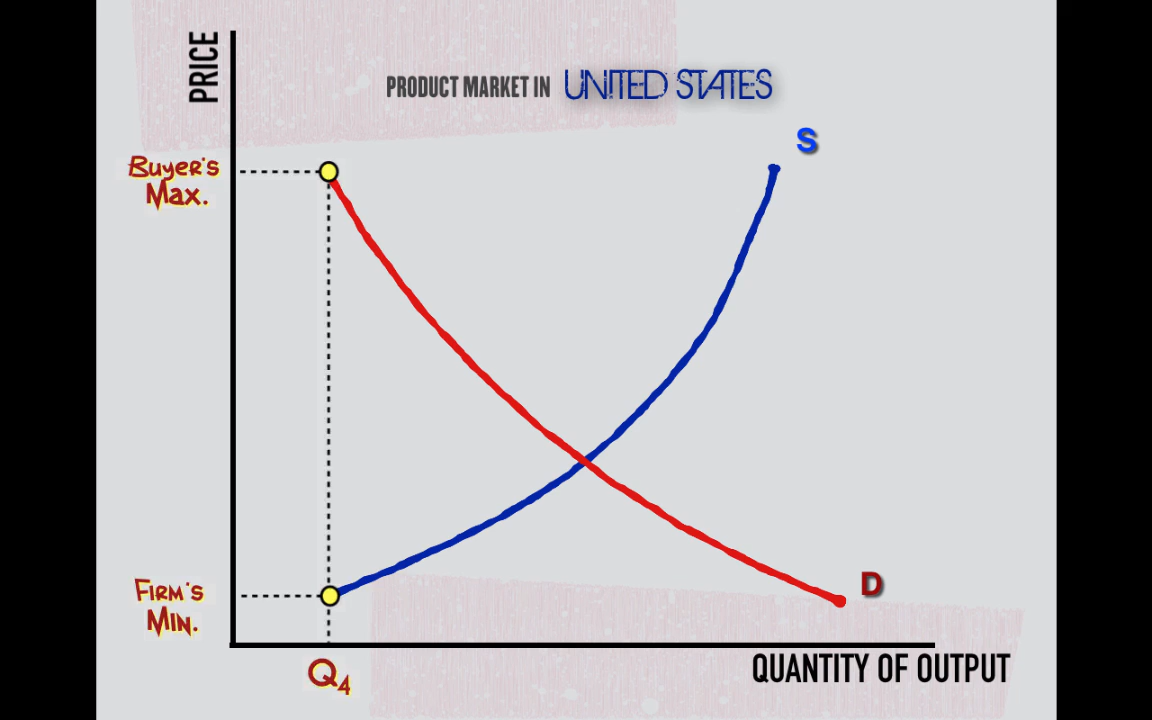 PRICE
PRODUCT MARKET IN UNITED STATES
S
Buyer's
Max.
Firm's
Min.
D
Q4
QUANTITY OF OUTPUT